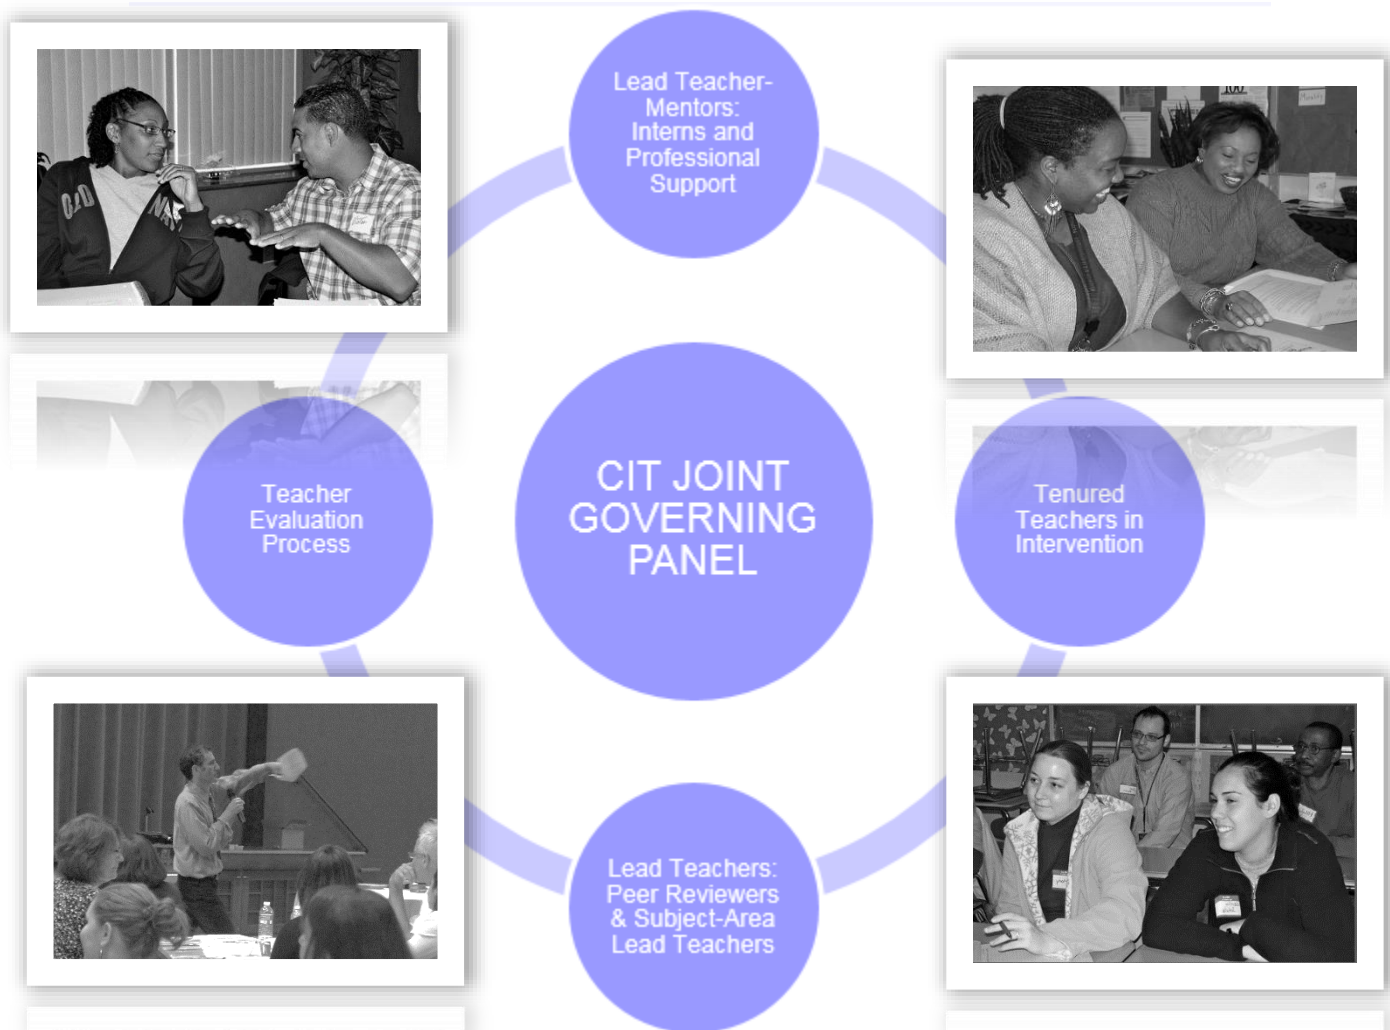 Lead Teacher-
Mentors:
Interns and
Professional
Support
Teacher
Evaluation
Process
CIT JOINT
GOVERNING
PANEL
Tenured
Teachers in
Intervention
Lead Teachers:
Peer Reviewers
& Subject-Area
Lead Teachers